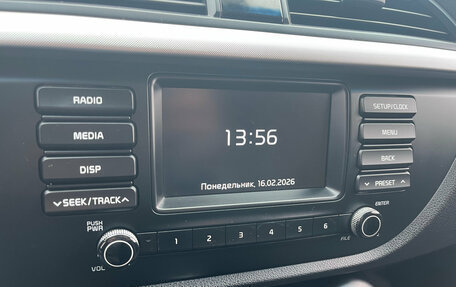 RADIO
MEDIA
DISP
SEEK/TRACK
PUSH
PWR
VOL
13:56
Понедельник, 16.02.2026
1 2 3 4 5 6
SETUP/CLOCK
MENU
BACK
PRESET
ENTER
FILE